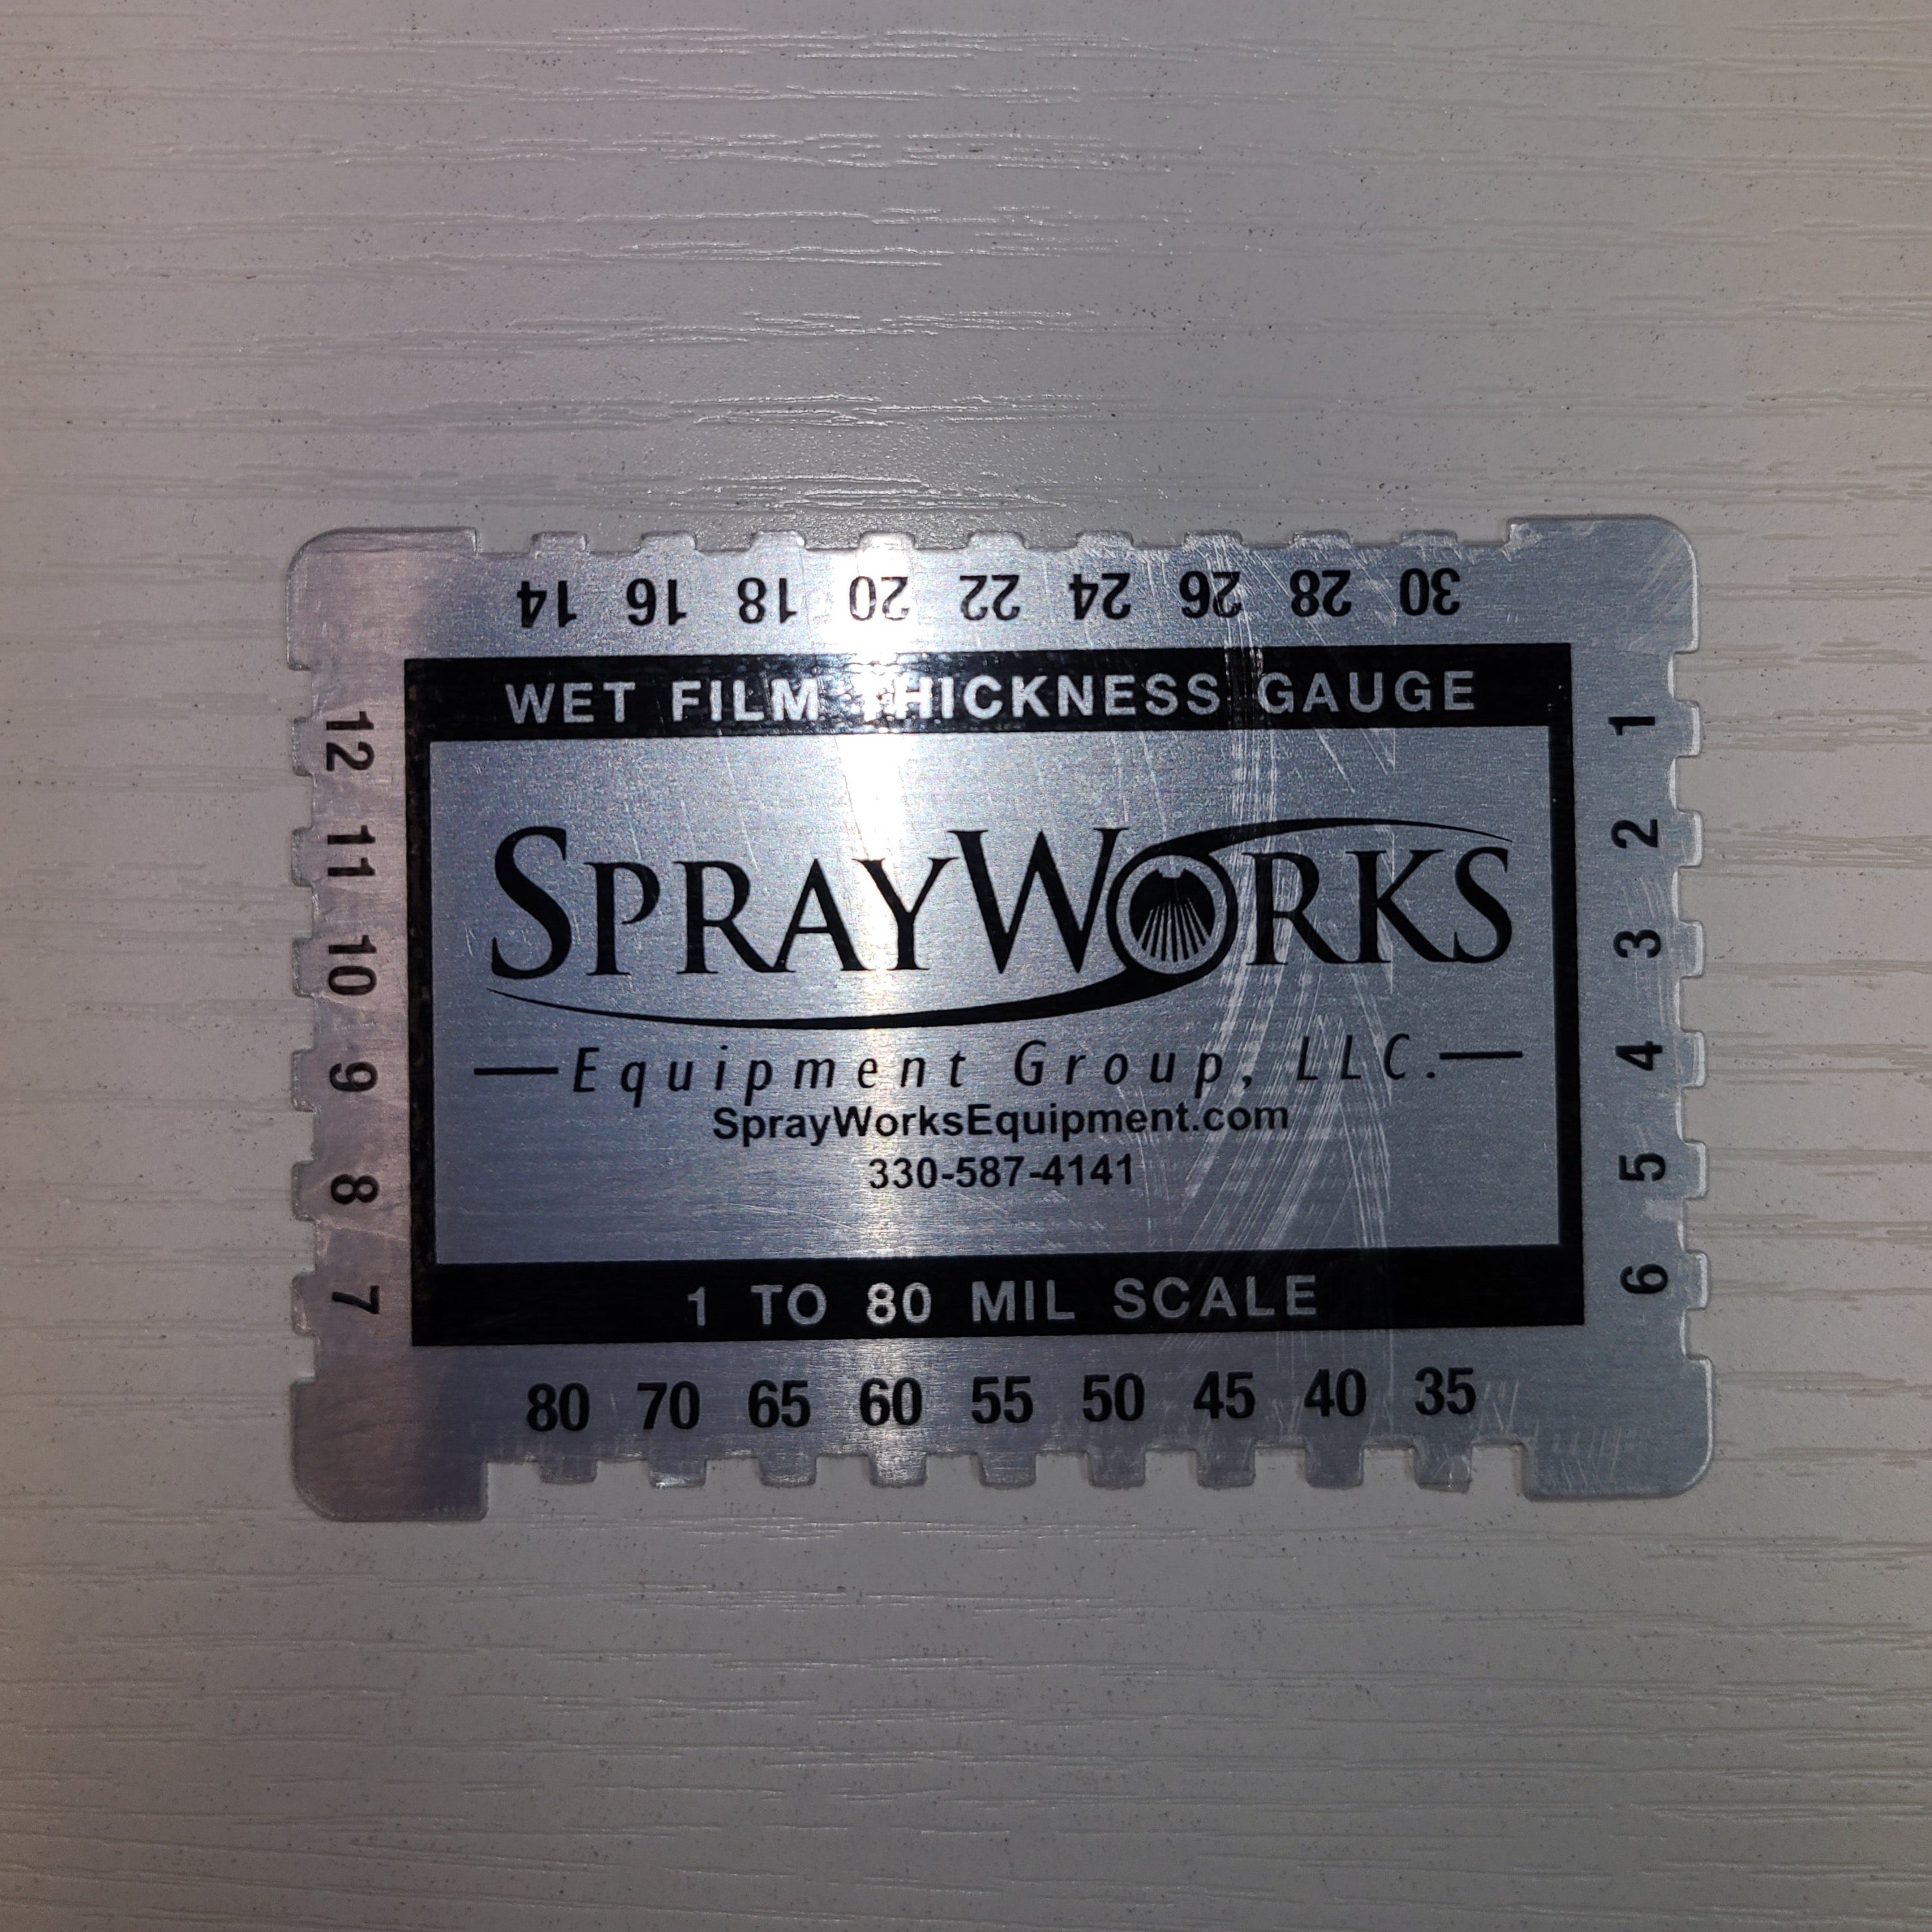 14 16 18 20 22 24 26 28 30
WET FILM THICKNESS GAUGE
SPRAYWORKS
Equipment Group, LLC.
SprayWorksEquipment.com
330-587-4141
1 TO 80 MIL SCALE
80 70 65 60 55 50 45 40 35
12 11 10 9 8 7
1 2 3 4 5 6